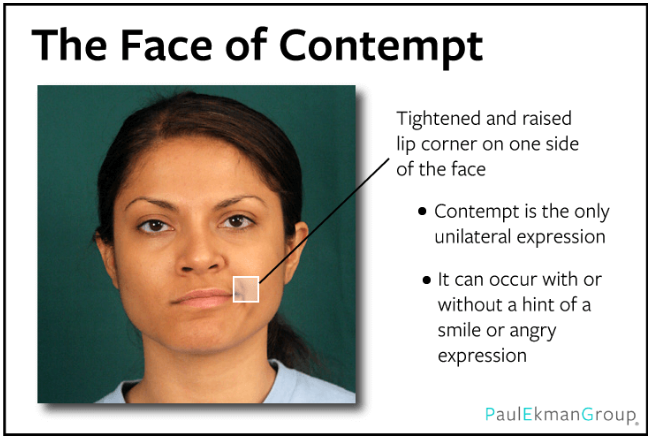 The Face of Contempt
Tightened and raised
lip corner on one side
of the face
• Contempt is the only
unilateral expression
• It can occur with or
without a hint of a
smile or angry
expression
PaulEkmanGroup®